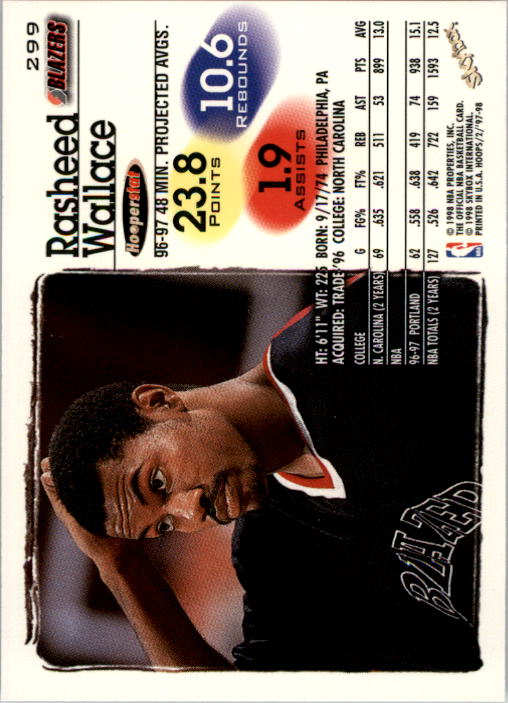 299
BLAZERS
Rasheed
Wallace
Hooperstat
96-97 48 MIN. PROJECTED AVGS.
23.8
POINTS
10.6
REBOUNDS
1.9
ASSISTS
HT: 6'11" WT: 225 BORN: 9/17/74 PHILADELPHIA, PA
ACQUIRED: TRADE '96 COLLEGE: NORTH CAROLINA
COLLEGE G FG% FT% REB AST PTS AVG
N. CAROLINA (2 YEARS) 69 .635 .621 511 53 899 13.0
NBA
96-97 PORTLAND 62 .558 .638 419 74 938 15.1
NBA TOTALS (2 YEARS) 127 .526 .642 722 159 1593 12.5
© 1998 NBA PROPERTIES, INC.
THE OFFICIAL NBA BASKETBALL CARD.
© 1998 SKYBOX INTERNATIONAL.
PRINTED IN U.S.A. HOOPS/2/'97-98
NBA
SkyBox
BLAZER